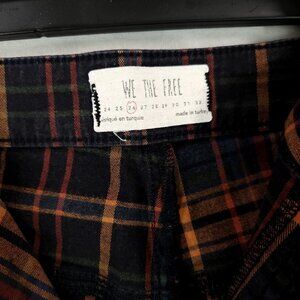 WE THE FREE
24 25 26 27 28 29 30 31 32
fabriqué en turquie made in turkey